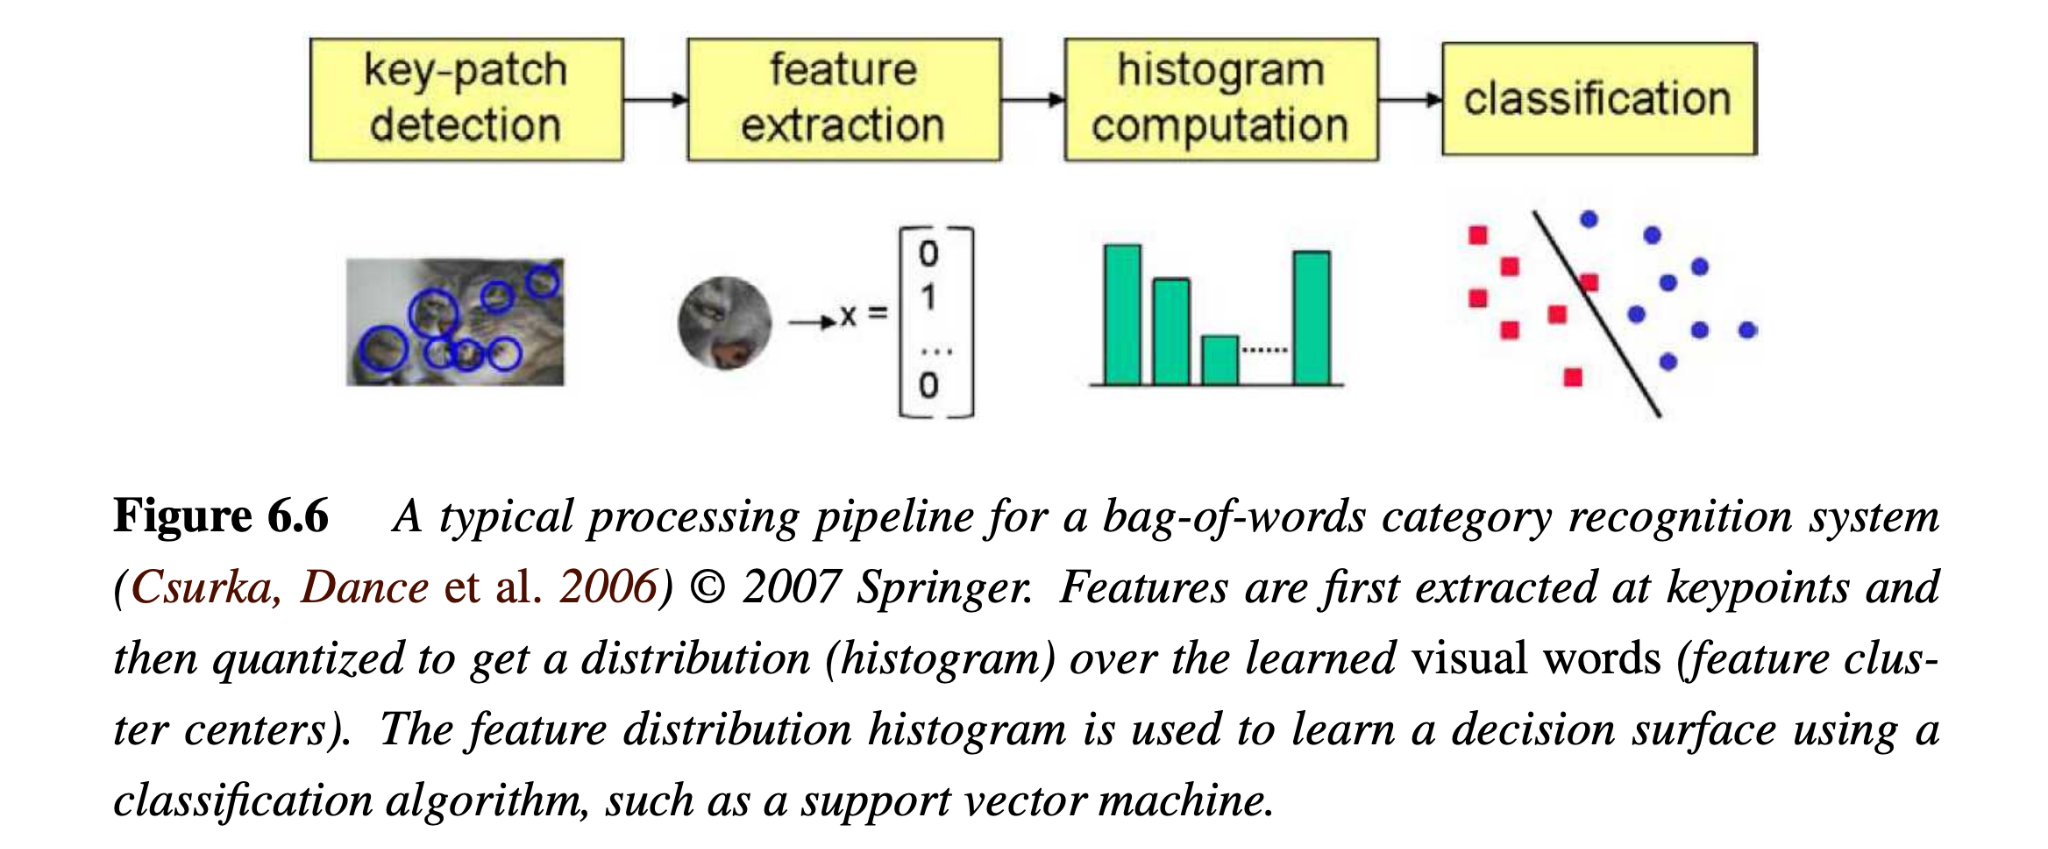 key-patch
detection
feature
extraction
histogram
computation
classification
x =
0
1
...
0
......
Figure 6.6 A typical processing pipeline for a bag-of-words category recognition system
(Csurka, Dance et al. 2006) © 2007 Springer. Features are first extracted at keypoints and
then quantized to get a distribution (histogram) over the learned visual words (feature clus-
ter centers). The feature distribution histogram is used to learn a decision surface using a
classification algorithm, such as a support vector machine.